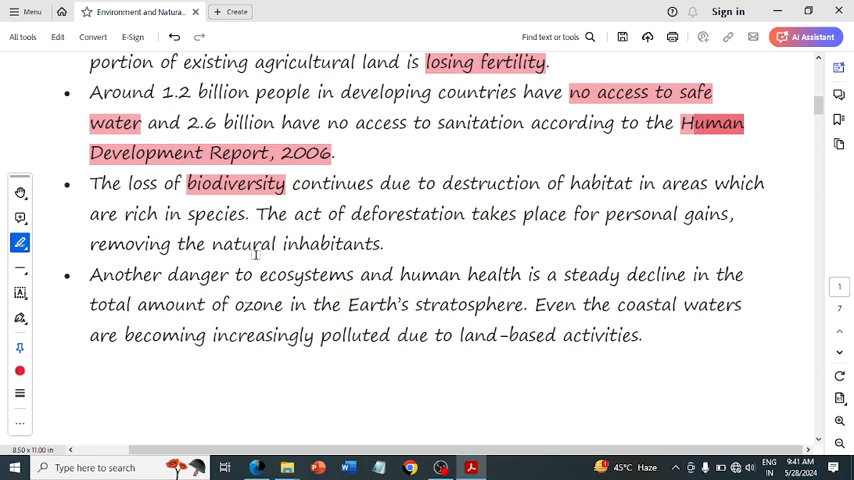 Menu
Environment and Natura...
Create
Sign in
All tools
Edit
Convert
E-Sign
Find text or tools
AI Assistant
portion of existing agricultural land is losing fertility.
• Around 1.2 billion people in developing countries have no access to safe
water and 2.6 billion have no access to sanitation according to the Human
Development Report, 2006.
• The loss of biodiversity continues due to destruction of habitat in areas which
are rich in species. The act of deforestation takes place for personal gains,
removing the natural inhabitants.
• Another danger to ecosystems and human health is a steady decline in the
total amount of ozone in the Earth's stratosphere. Even the coastal waters
are becoming increasingly polluted due to land-based activities.
1
7
8.50 x 11.00 in
Type here to search
45°C Haze
ENG
IN
9:41 AM
5/28/2024